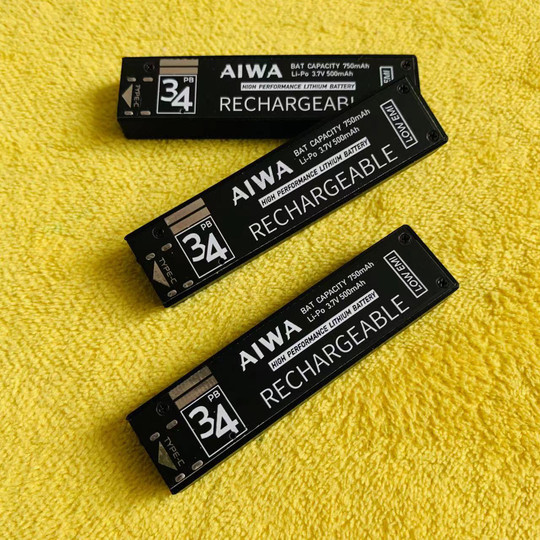 PB
34
TYPE-C
AIWA
BAT CAPACITY 750mAh
Li-Po 3.7V 500mAh
HIGH PERFORMANCE LITHIUM BATTERY
RECHARGEABL
EMI
PB
34
TYPE-C
AIWA
BAT CAPACITY 750mAh
Li-Po 3.7V 500mAh
HIGH PERFORMANCE LITHIUM BATTERY
RECHARGEABLE
LOW EMI
PB
34
TYPE-C
AIWA
BAT CAPACITY 750mAh
Li-Po 3.7V 500mAh
HIGH PERFORMANCE LITHIUM BATTERY
RECHARGEABLE
LOW EMI